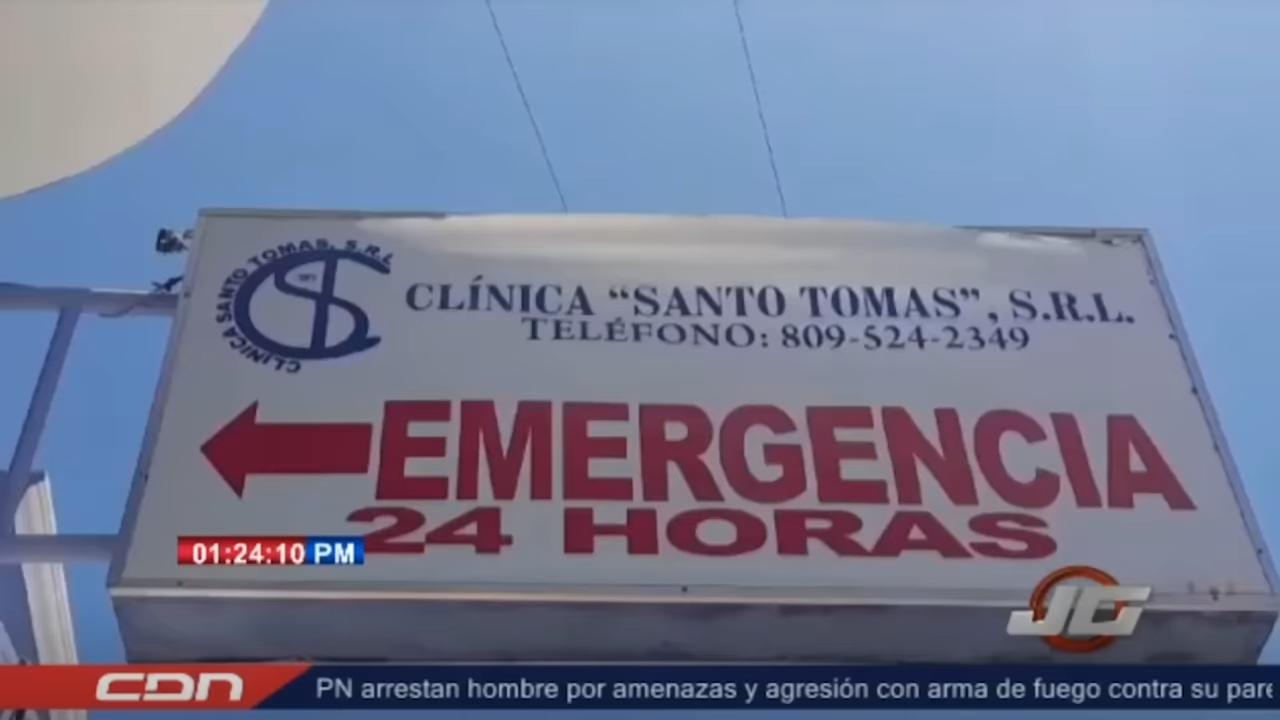 CLINICA SANTO TOMAS, S.R.L
CLÍNICA “SANTO TOMAS”, S.R.L.
TELÉFONO: 809-524-2349
EMERGENCIA
24 HORAS
01:24:10 PM
JG
CDN
PN arrestan hombre por amenazas y agresión con arma de fuego contra su pare